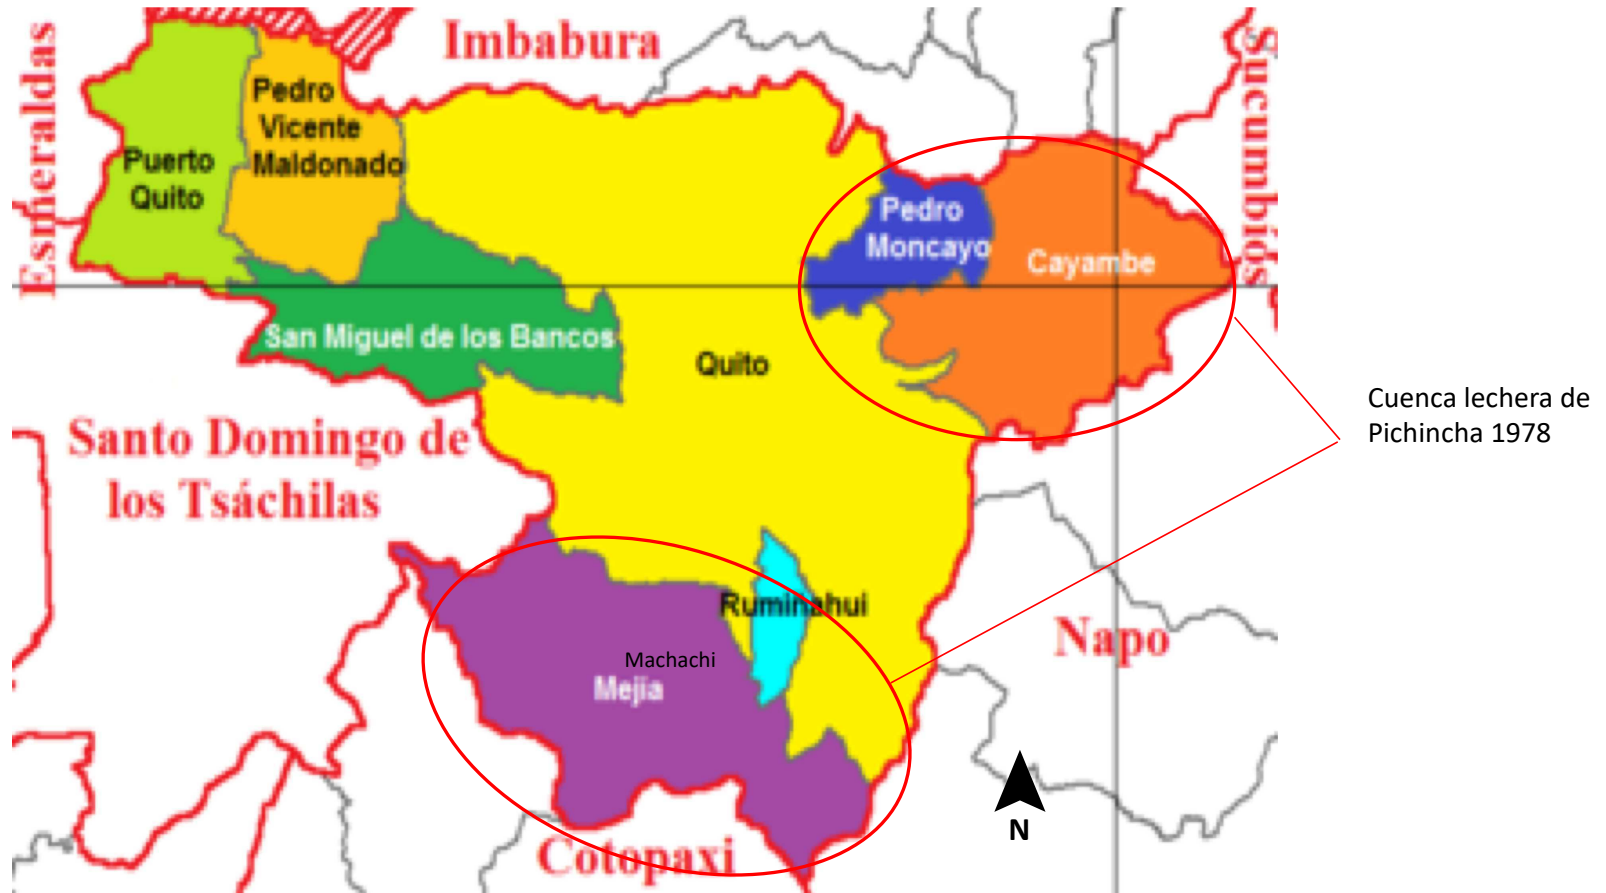 Imbabura
Esmeraldas
Sucumbíos
Pedro
Vicente
Maldonado
Puerto
Quito
Pedro
Moncayo
Cayambe
San Miguel de los Bancos
Quito
Cuenca lechera de
Pichincha 1978
Santo Domingo de
los Tsáchilas
Ruminahui
Napo
Machachi
Mejía
N
Cotopaxi